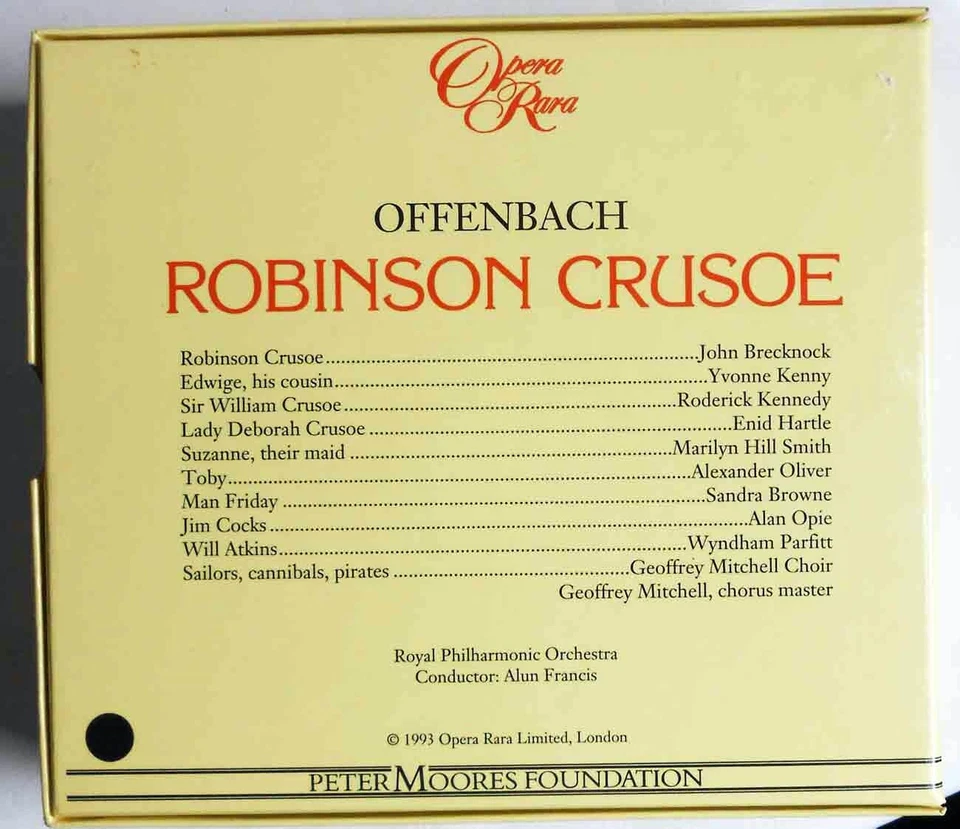 Opera
Rara
OFFENBACH
ROBINSON CRUSOE
Robinson Crusoe..........John Brecknock
Edwige, his cousin..........Yvonne Kenny
Sir William Crusoe..........Roderick Kennedy
Lady Deborah Crusoe..........Enid Hartle
Suzanne, their maid..........Marilyn Hill Smith
Toby..........Alexander Oliver
Man Friday..........Sandra Browne
Jim Cocks..........Alan Opie
Will Atkins..........Wyndham Parfitt
Sailors, cannibals, pirates..........Geoffrey Mitchell Choir
Geoffrey Mitchell, chorus master
Royal Philharmonic Orchestra
Conductor: Alun Francis
© 1993 Opera Rara Limited, London
PETER MOORES FOUNDATION